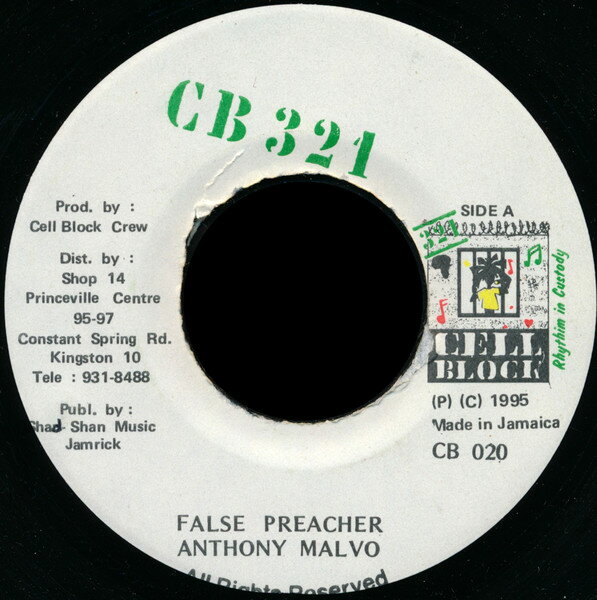 CB 321
Prod. by :
Cell Block Crew
Dist. by :
Shop 14
Princeville Centre
95-97
Constant Spring Rd.
Kingston 10
Tele : 931-8488
Publ. by :
Shad Shan Music
Jamrick
SIDE A
321
CELL
BLOCK
Rhythim in Custody
(P) (C) 1995
Made in Jamaica
CB 020
FALSE PREACHER
ANTHONY MALVO
All Rights Reserved